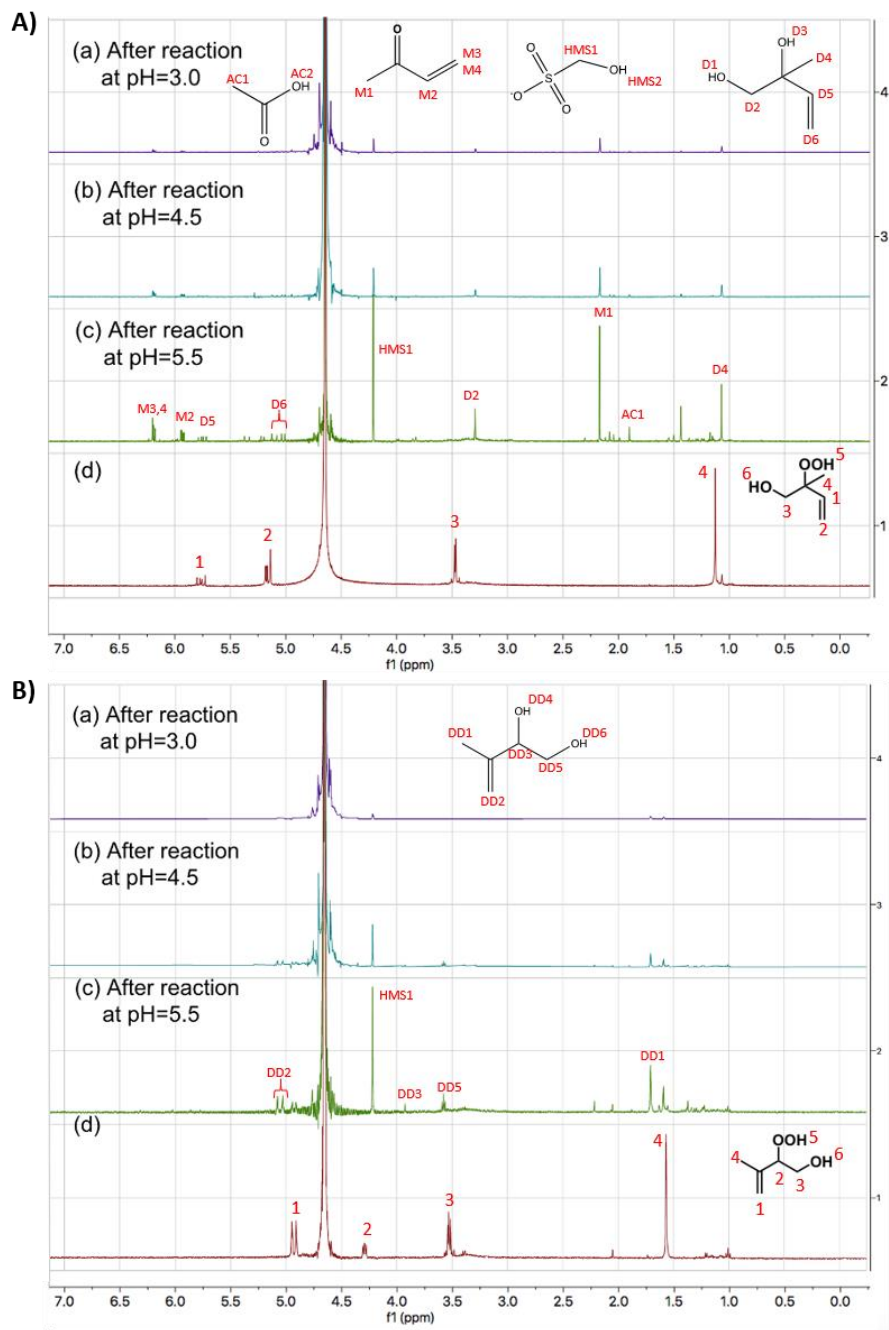 A)
(a) After reaction
at pH=3.0
AC1
AC2
OH
O
O
M1
M2
M3
M4
O
S
-O
O
HMS1
OH
HMS2
D3
OH
D4
D1
HO
D2
D5
D6
4
(b) After reaction
at pH=4.5
3
(c) After reaction
at pH=5.5
M3,4
M2
D5
D6
HMS1
D2
M1
AC1
D4
2
(d)
1
2
3
4
OOH 5
6 HO
4
3
1
2
1
7.0 6.5 6.0 5.5 5.0 4.5 4.0 3.5 3.0 2.5 2.0 1.5 1.0 0.5 0.0
f1 (ppm)
B)
(a) After reaction
at pH=3.0
DD4
OH
DD1
DD3
OH
DD6
DD5
DD2
4
(b) After reaction
at pH=4.5
3
(c) After reaction
at pH=5.5
DD2
HMS1
DD3
DD5
DD1
2
(d)
1
2
3
4
OOH 5
4
OH 6
2
3
1
1
7.0 6.5 6.0 5.5 5.0 4.5 4.0 3.5 3.0 2.5 2.0 1.5 1.0 0.5 0.0
f1 (ppm)